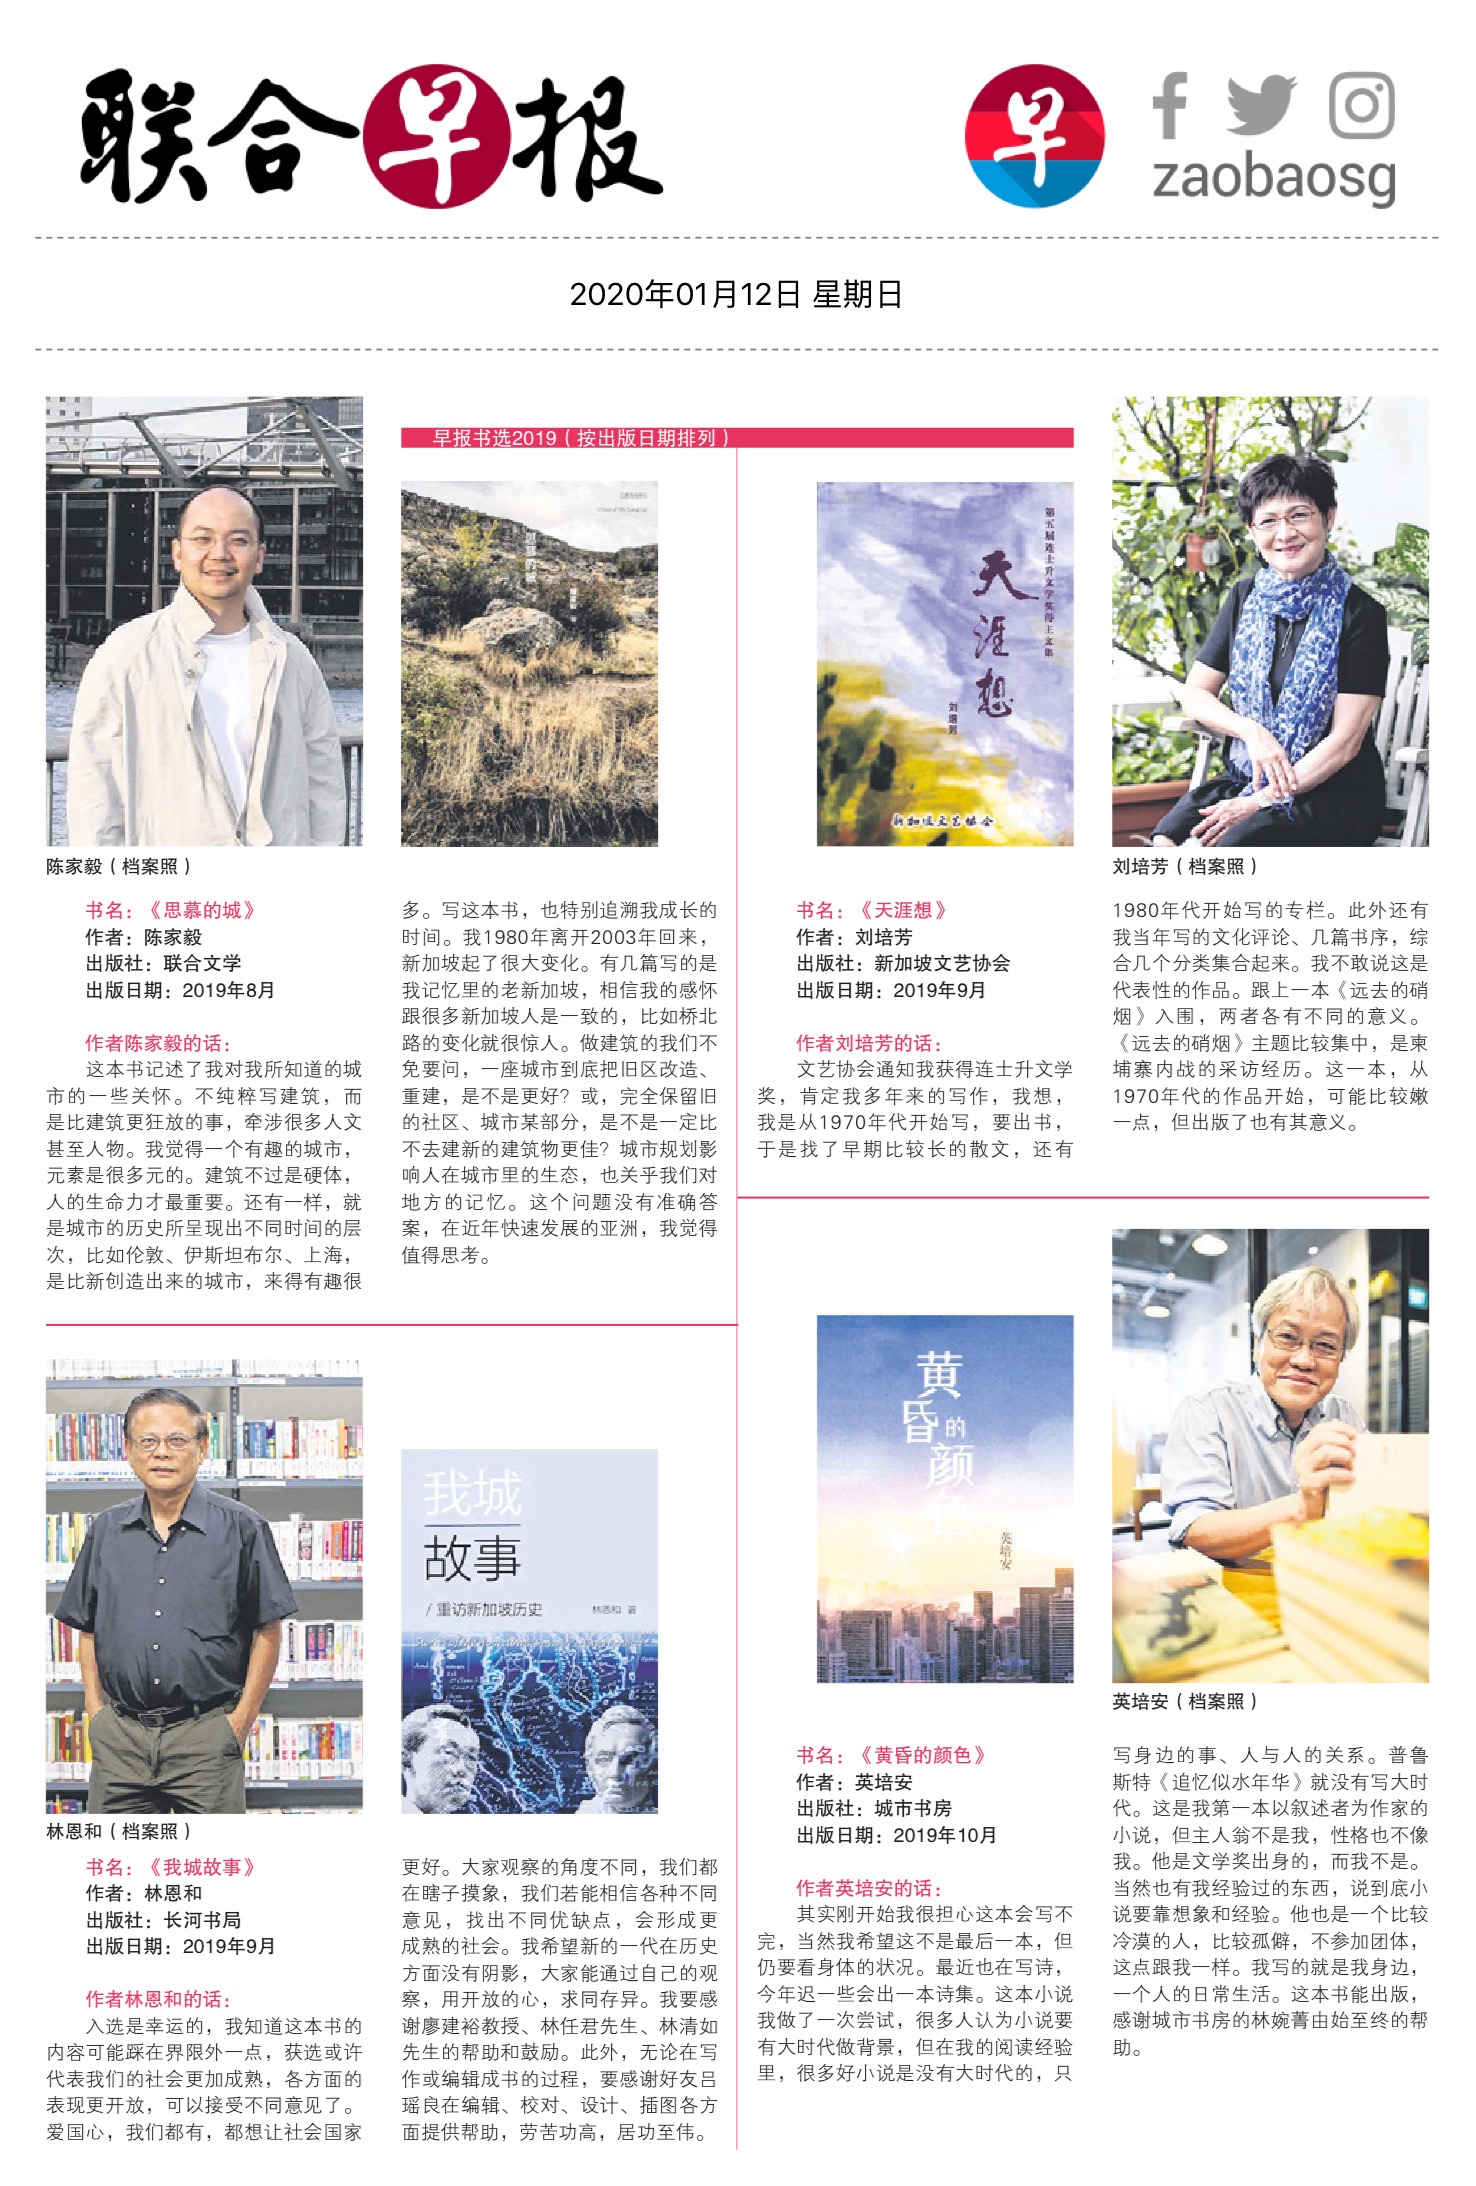 联合早报
早
zaobaosg
2020年01月12日 星期日
早报书选2019（按出版日期排列）
陈家毅（档案照）
书名：《思慕的城》
作者：陈家毅
出版社：联合文学
出版日期：2019年8月
作者陈家毅的话：
这本书记述了我对我所知道的城
市的一些关怀。不纯粹写建筑，而
是比建筑更狂放的事，牵涉很多人文
甚至人物。我觉得一个有趣的城市，
元素是很多元的。建筑不过是硬体，
人的生命力才最重要。还有一样，就
是城市的历史所呈现出不同时间的层
次，比如伦敦、伊斯坦布尔、上海，
是比新创造出来的城市，来得有趣很
多。写这本书，也特别追溯我成长的
时间。我1980年离开2003年回来，
新加坡起了很大变化。有几篇写的是
我记忆里的老新加坡，相信我的感怀
跟很多新加坡人是一致的，比如桥北
路的变化就很惊人。做建筑的我们不
免要问，一座城市到底把旧区改造、
重建，是不是更好？或，完全保留旧
的社区、城市某部分，是不是一定比
不去建新的建筑物更佳？城市规划影
响人在城市里的生态，也关乎我们对
地方的记忆。这个问题没有准确答
案，在近年快速发展的亚洲，我觉得
值得思考。
第五届连士升文学奖得主文集
天涯想
刘培芳
新加坡文艺协会
刘培芳（档案照）
书名：《天涯想》
作者：刘培芳
出版社：新加坡文艺协会
出版日期：2019年9月
作者刘培芳的话：
文艺协会通知我获得连士升文学
奖，肯定我多年来的写作，我想，
我是从1970年代开始写，要出书，
于是找了早期比较长的散文，还有
1980年代开始写的专栏。此外还有
我当年写的文化评论、几篇书序，综
合几个分类集合起来。我不敢说这是
代表性的作品。跟上一本《远去的硝
烟》入围，两者各有不同的意义。
《远去的硝烟》主题比较集中，是柬
埔寨内战的采访经历。这一本，从
1970年代的作品开始，可能比较嫩
一点，但出版了也有其意义。
我城
故事
/ 重访新加坡历史
林恩和 著
林恩和（档案照）
书名：《我城故事》
作者：林恩和
出版社：长河书局
出版日期：2019年9月
作者林恩和的话：
入选是幸运的，我知道这本书的
内容可能踩在界限外一点，获选或许
代表我们的社会更加成熟，各方面的
表现更开放，可以接受不同意见了。
爱国心，我们都有，都想让社会国家
更好。大家观察的角度不同，我们都
在瞎子摸象，我们若能相信各种不同
意见，找出不同优缺点，会形成更
成熟的社会。我希望新的一代在历史
方面没有阴影，大家能通过自己的观
察，用开放的心，求同存异。我要感
谢廖建裕教授、林任君先生、林清如
先生的帮助和鼓励。此外，无论在写
作或编辑成书的过程，要感谢好友吕
瑶良在编辑、校对、设计、插图各方
面提供帮助，劳苦功高，居功至伟。
黄昏的颜色
英培安
英培安（档案照）
书名：《黄昏的颜色》
作者：英培安
出版社：城市书房
出版日期：2019年10月
作者英培安的话：
其实刚开始我很担心这本会写不
完，当然我希望这不是最后一本，但
仍要看身体的状况。最近也在写诗，
今年迟一些会出一本诗集。这本小说
我做了一次尝试，很多人认为小说要
有大时代做背景，但在我的阅读经验
里，很多好小说是没有大时代的，只
写身边的事、人与人的关系。普鲁
斯特《追忆似水年华》就没有写大时
代。这是我第一本以叙述者为作家的
小说，但主人翁不是我，性格也不像
我。他是文学奖出身的，而我不是。
当然也有我经验过的东西，说到底小
说要靠想象和经验。他也是一个比较
冷漠的人，比较孤僻，不参加团体，
这点跟我一样。我写的就是我身边，
一个人的日常生活。这本书能出版，
感谢城市书房的林婉菁由始至终的帮
助。